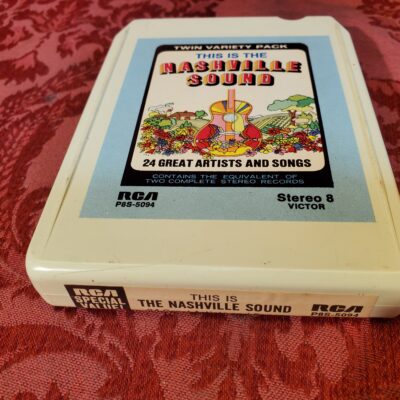 TWIN VARIETY PACK
THIS IS THE
NASHVILLE
SOUND
24 GREAT ARTISTS AND SONGS
CONTAINS THE EQUIVALENT OF
TWO COMPLETE STEREO RECORDS
RCA
P8S-5094
Stereo 8
VICTOR
RCA
SPECIAL
VALUE!
THIS IS
THE NASHVILLE SOUND
RCA
P8S-5094